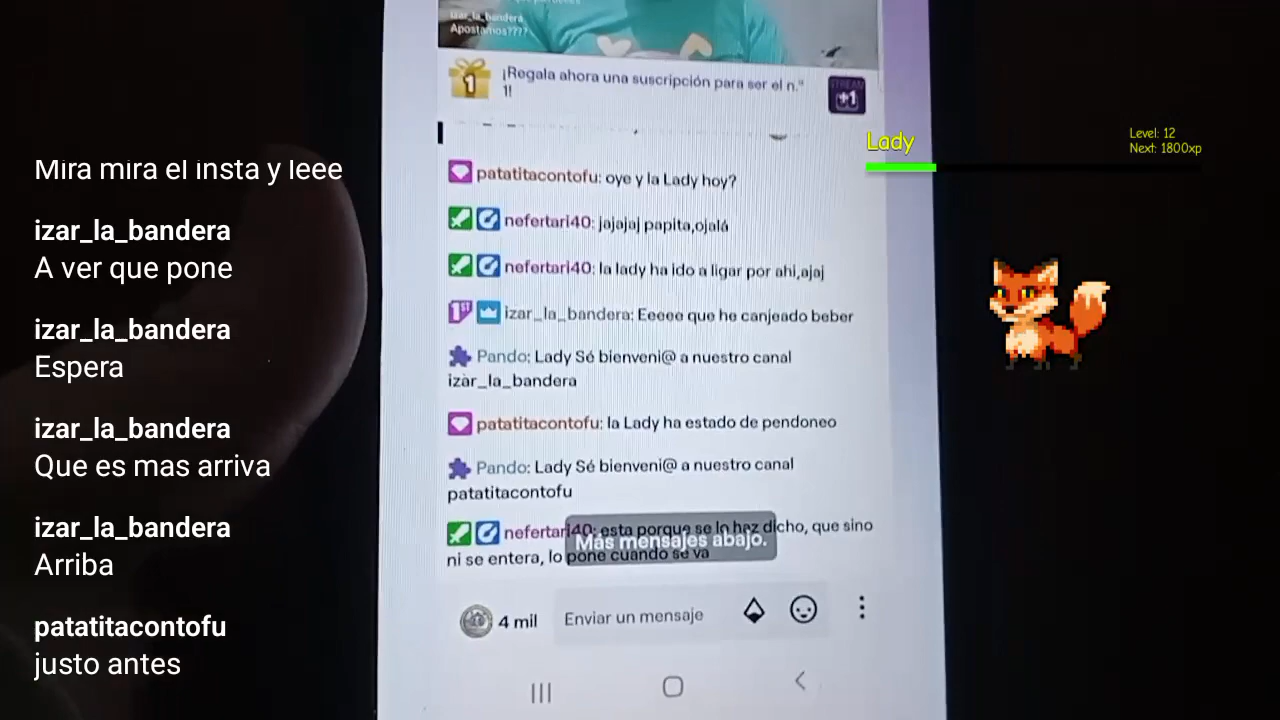 Mira mira el insta y leee
izar_la_bandera
A ver que pone
izar_la_bandera
Espera
izar_la_bandera
Que es mas arriva
izar_la_bandera
Arriba
patatitacontofu
justo antes
izar_la_bandera
Apostamos????
1
¡Regala ahora una suscripción para ser el n.º
1!
STREAM
+1
patatitacontofu: oye y la Lady hoy?
nefertari40: jajajaj papita,ojalá
nefertari40: la lady ha ido a ligar por ahi,ajaj
1ST izar_la_bandera: Eeeee que he canjeado beber
Pando: Lady Sé bienveni@ a nuestro canal
izar_la_bandera
patatitacontofu: la Lady ha estado de pendoneo
Pando: Lady Sé bienveni@ a nuestro canal
patatitacontofu
nefertari40: esta porque se lo haz dicho, que sino
ni se entera, lo pone cuando se va
Más mensajes abajo.
4 mil
Enviar un mensaje
Lady
Level: 12
Next: 1800xp